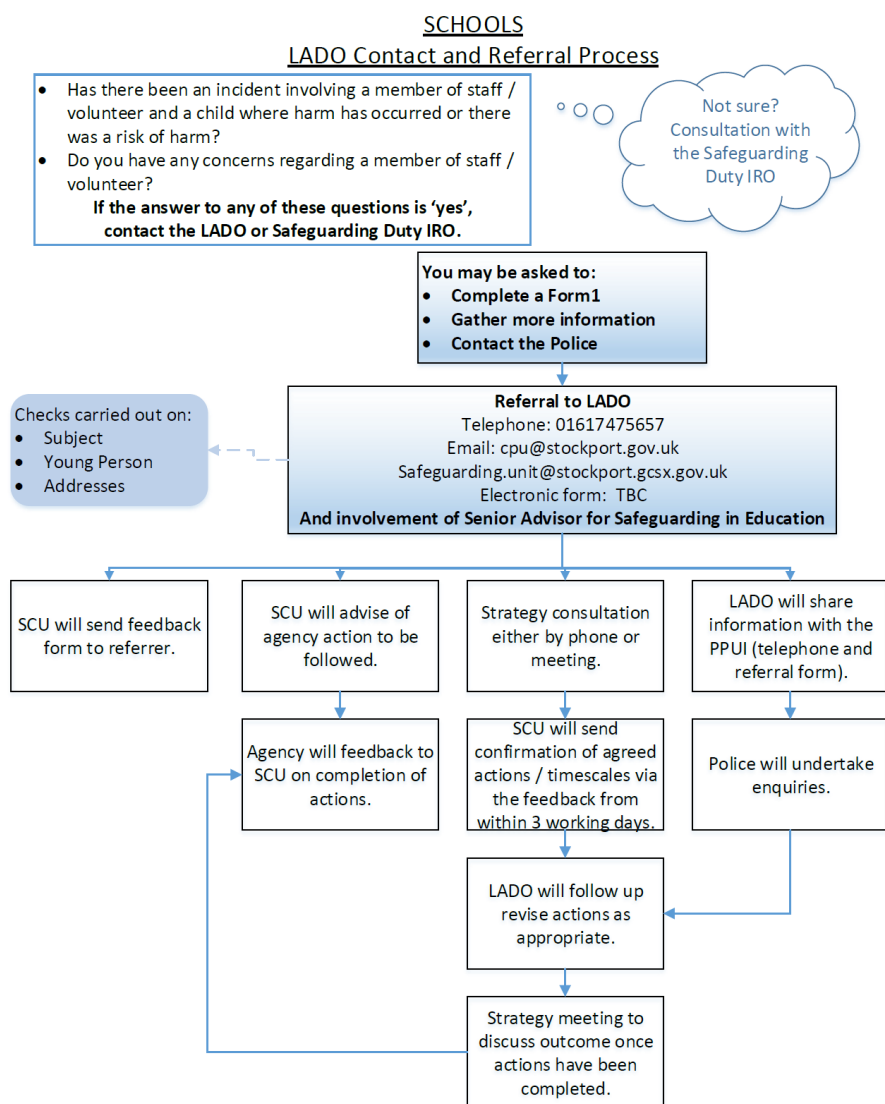 SCHOOLS
LADO Contact and Referral Process
• Has there been an incident involving a member of staff /
volunteer and a child where harm has occurred or there
was a risk of harm?
• Do you have any concerns regarding a member of staff /
volunteer?
If the answer to any of these questions is ‘yes’,
contact the LADO or Safeguarding Duty IRO.
Not sure?
Consultation with
the Safeguarding
Duty IRO
You may be asked to:
• Complete a Form1
• Gather more information
• Contact the Police
Checks carried out on:
• Subject
• Young Person
• Addresses
Referral to LADO
Telephone: 01617475657
Email: cpu@stockport.gov.uk
Safeguarding.unit@stockport.gcsx.gov.uk
Electronic form: TBC
And involvement of Senior Advisor for Safeguarding in Education
SCU will send feedback
form to referrer.
SCU will advise of
agency action to be
followed.
Strategy consultation
either by phone or
meeting.
LADO will share
information with the
PPUI (telephone and
referral form).
Agency will feedback to
SCU on completion of
actions.
SCU will send
confirmation of agreed
actions / timescales via
the feedback from
within 3 working days.
Police will undertake
enquiries.
LADO will follow up
revise actions as
appropriate.
Strategy meeting to
discuss outcome once
actions have been
completed.